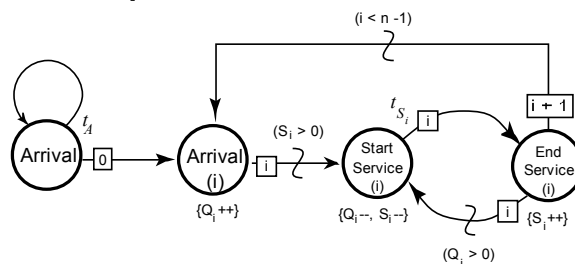 (i < n -1)
i + 1
t_A
t_{S_i}
i
(S_i > 0)
Arrival
0
Arrival
(i)
i
Start
Service
(i)
End
Service
(i)
i
{Q_i ++}
{Q_i --, S_i --}
{S_i ++}
(Q_i > 0)